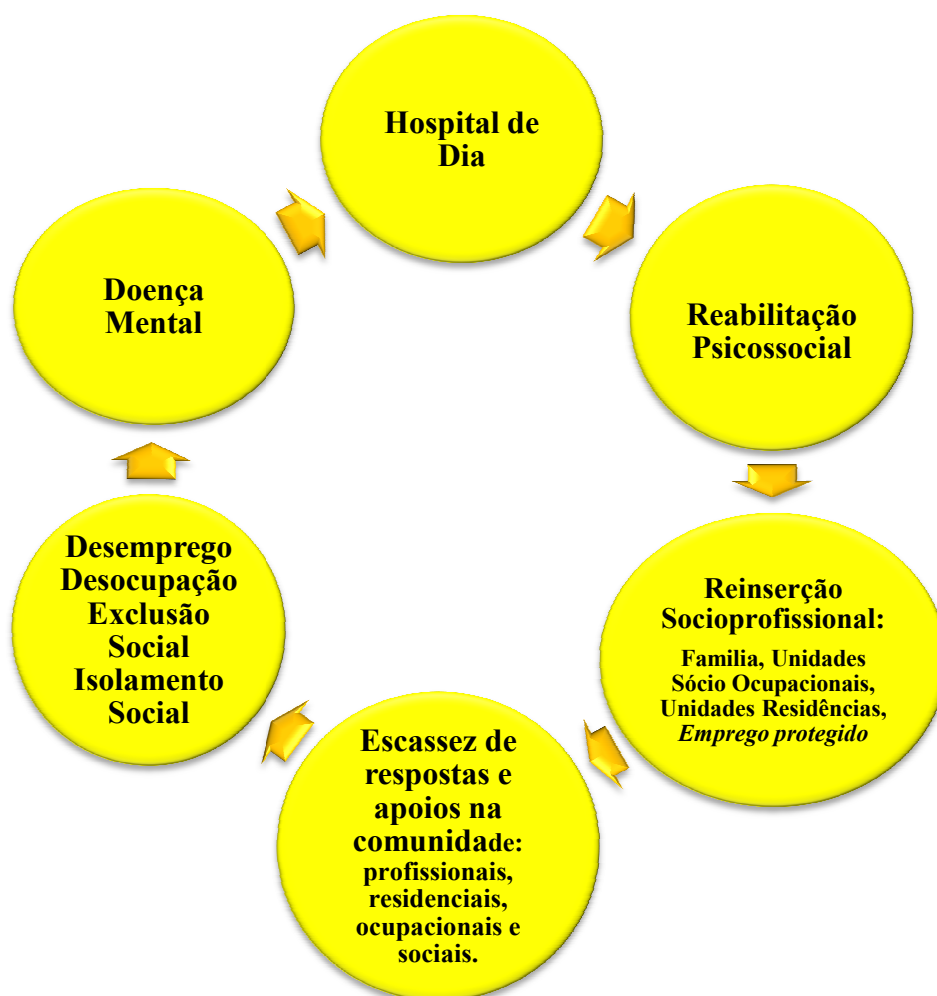 Hospital de
Dia
Reabilitação
Psicossocial
Reinserção
Socioprofissional:
Familia, Unidades
Sócio Ocupacionais,
Unidades Residências,
Emprego protegido
Escassez de
respostas e
apoios na
comunidade:
profissionais,
residenciais,
ocupacionais e
sociais.
Desemprego
Desocupação
Exclusão
Social
Isolamento
Social
Doença
Mental